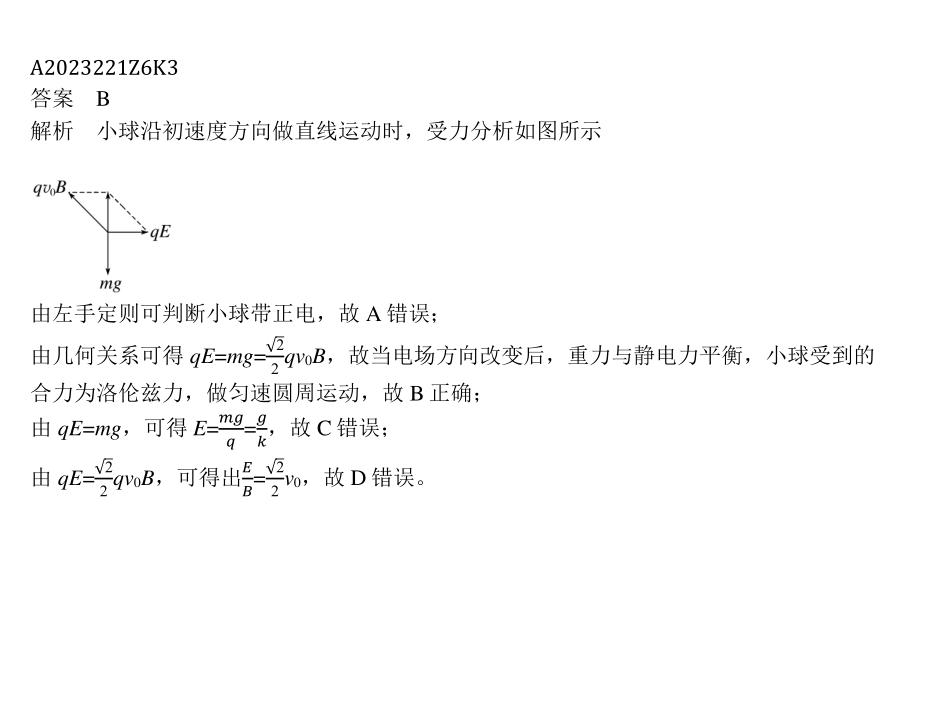 A2023221Z6K3
答案 B
解析 小球沿初速度方向做直线运动时，受力分析如图所示
qv₀B
qE
mg
由左手定则可判断小球带正电，故 A 错误；
由几何关系可得 qE=mg=\frac{\sqrt{2}}{2}qv₀B，故当电场方向改变后，重力与静电力平衡，小球受到的
合力为洛伦兹力，做匀速圆周运动，故 B 正确；
由 qE=mg，可得 E=\frac{mg}{q}=\frac{g}{k}，故 C 错误；
由 qE=\frac{\sqrt{2}}{2}qv₀B，可得出\frac{E}{B}=\frac{\sqrt{2}}{2}v₀，故 D 错误。